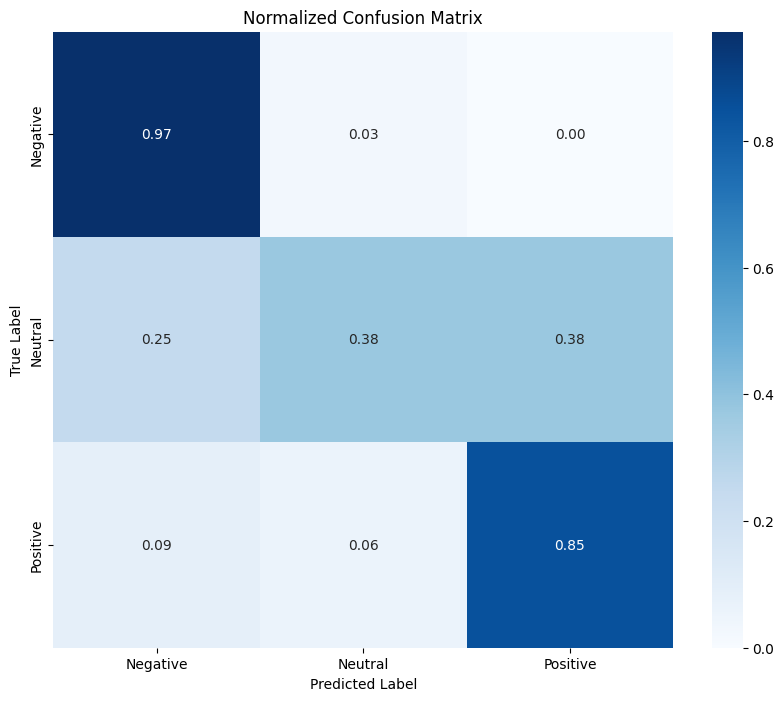 Normalized Confusion Matrix
Negative
0.97
0.03
0.00
0.8
0.6
True Label
Neutral
0.25
0.38
0.38
0.4
0.2
Positive
0.09
0.06
0.85
0.0
Negative
Neutral
Positive
Predicted Label